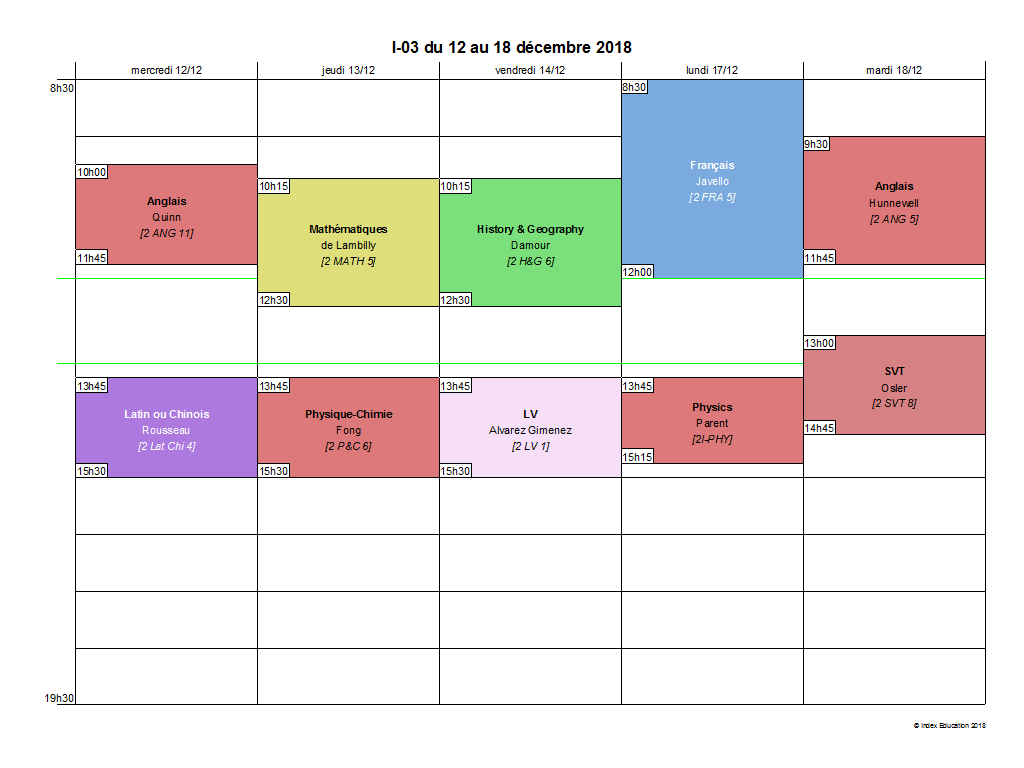 I-03 du 12 au 18 décembre 2018
mercredi 12/12
jeudi 13/12
vendredi 14/12
lundi 17/12
mardi 18/12
8h30
10h00
Anglais
Quinn
[2 ANG 11]
11h45
13h45
Latin ou Chinois
Rousseau
[2 Lat Chi 4]
15h30
10h15
Mathématiques
de Lambilly
[2 MATH 5]
12h30
13h45
Physique-Chimie
Fong
[2 P&C 6]
15h30
10h15
History & Geography
Damour
[2 H&G 6]
12h30
13h45
LV
Alvarez Gimenez
[2 LV 1]
15h30
8h30
Français
Javello
[2 FRA 5]
12h00
13h45
Physics
Parent
[2I-PHY]
15h15
9h30
Anglais
Hunnewell
[2 ANG 5]
11h45
13h00
SVT
Osler
[2 SVT 8]
14h45
19h30
© Index Education 2018